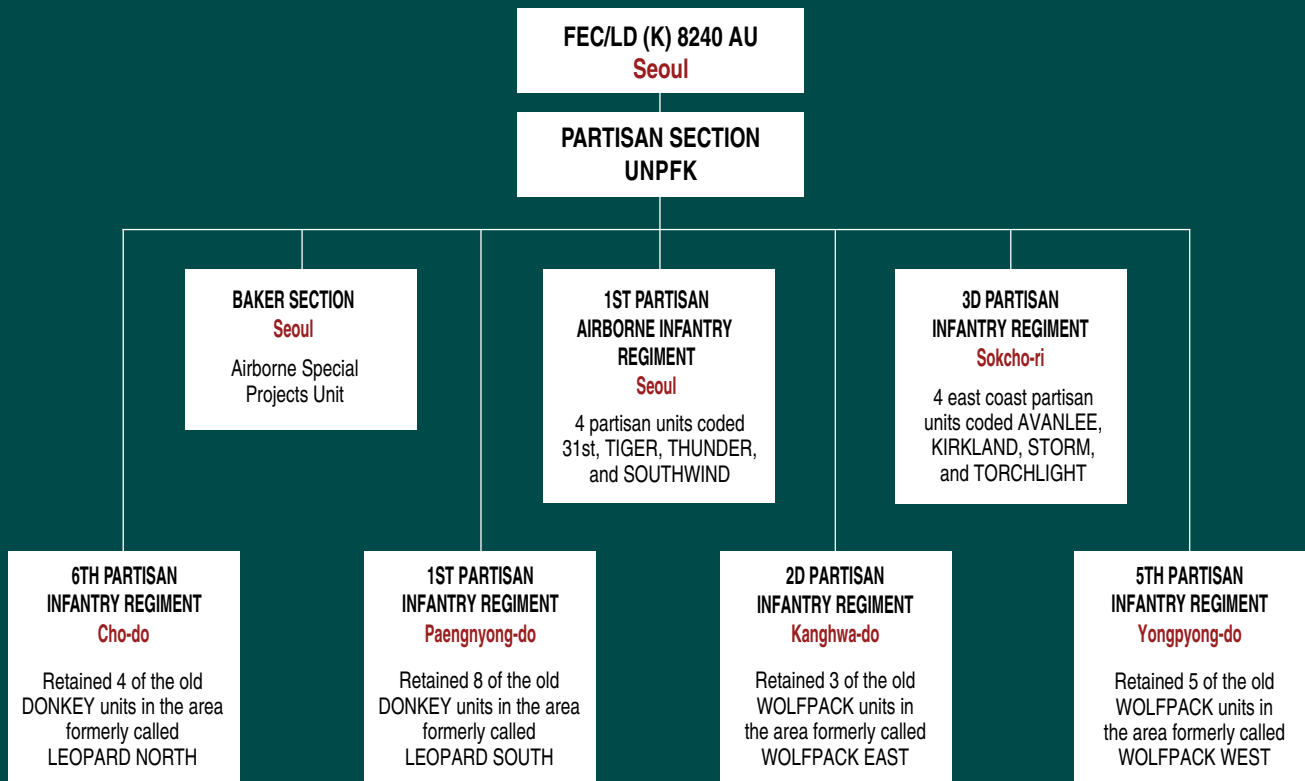 FEC/LD (K) 8240 AU
Seoul
PARTISAN SECTION
UNPFK
BAKER SECTION
Seoul
Airborne Special
Projects Unit
1ST PARTISAN
AIRBORNE INFANTRY
REGIMENT
Seoul
4 partisan units coded
31st, TIGER, THUNDER,
and SOUTHWIND
3D PARTISAN
INFANTRY REGIMENT
Sokcho-ri
4 east coast partisan
units coded AVANLEE,
KIRKLAND, STORM,
and TORCHLIGHT
6TH PARTISAN
INFANTRY REGIMENT
Cho-do
Retained 4 of the old
DONKEY units in the area
formerly called
LEOPARD NORTH
1ST PARTISAN
INFANTRY REGIMENT
Paengnyong-do
Retained 8 of the old
DONKEY units in the area
formerly called
LEOPARD SOUTH
2D PARTISAN
INFANTRY REGIMENT
Kanghwa-do
Retained 3 of the old
WOLFPACK units in
the area formerly called
WOLFPACK EAST
5TH PARTISAN
INFANTRY REGIMENT
Yongpyong-do
Retained 5 of the old
WOLFPACK units in
the area formerly called
WOLFPACK WEST